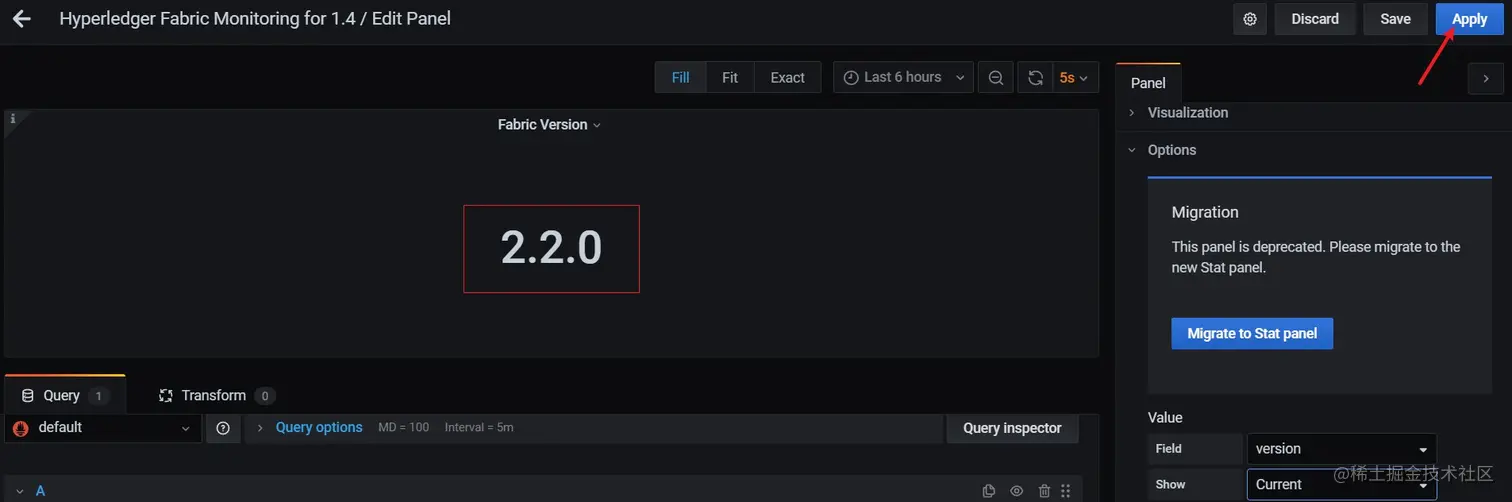 Hyperledger Fabric Monitoring for 1.4 / Edit Panel
Discard
Save
Apply
Fill
Fit
Exact
Last 6 hours
5s
Panel
Visualization
Options
i
Fabric Version
2.2.0
Migration
This panel is deprecated. Please migrate to the
new Stat panel.
Migrate to Stat panel
Query 1
Transform 0
default
Query options MD = 100 Interval = 5m
Query inspector
A
Value
Field version
Show Current
@稀土掘金技术社区